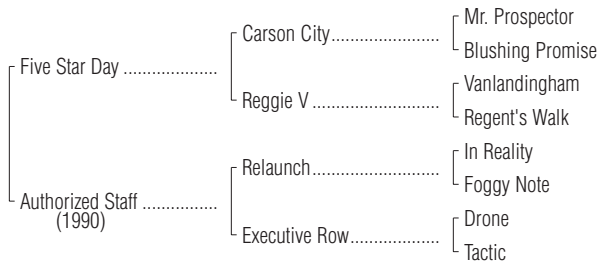 Mr. Prospector
Carson City......................
Blushing Promise
Five Star Day ...................
Vanlandingham
Reggie V ..........................
Regent's Walk
In Reality
Relaunch..........................
Foggy Note
Authorized Staff ...............
(1990)
Drone
Executive Row..................
Tactic